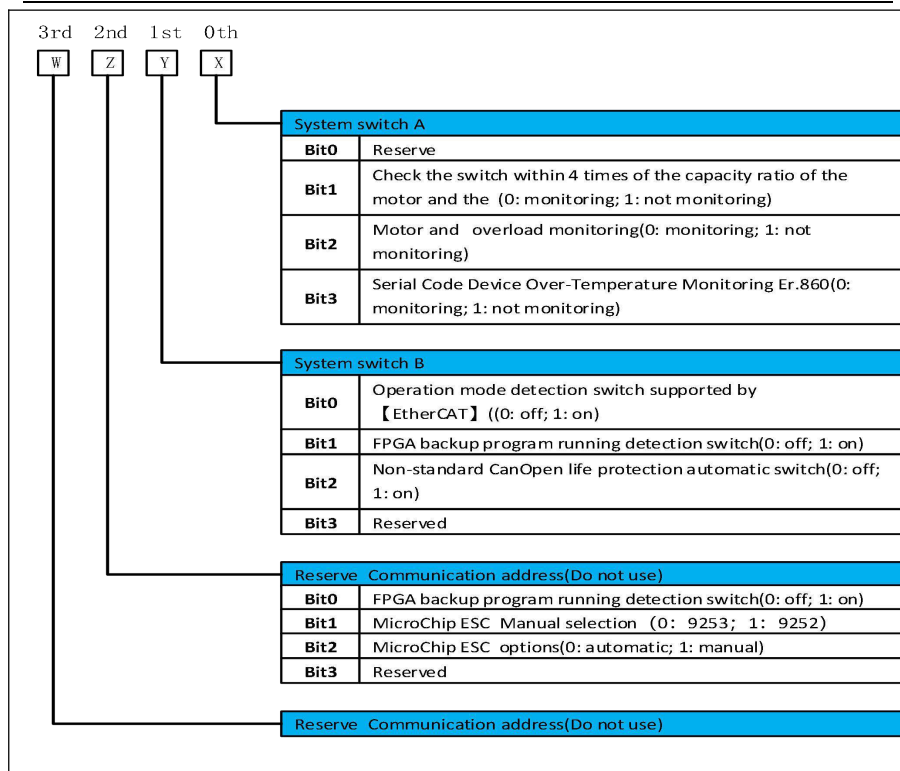 3rd 2nd 1st 0th
W Z Y X
System switch A
Bit0 Reserve
Bit1 Check the switch within 4 times of the capacity ratio of the
motor and the (0: monitoring; 1: not monitoring)
Bit2 Motor and overload monitoring(0: monitoring; 1: not
monitoring)
Bit3 Serial Code Device Over-Temperature Monitoring Er.860(0:
monitoring; 1: not monitoring)
System switch B
Bit0 Operation mode detection switch supported by
【EtherCAT】 ((0: off; 1: on)
Bit1 FPGA backup program running detection switch(0: off; 1: on)
Bit2 Non-standard CanOpen life protection automatic switch(0: off;
1: on)
Bit3 Reserved
Reserve Communication address(Do not use)
Bit0 FPGA backup program running detection switch(0: off; 1: on)
Bit1 MicroChip ESC Manual selection (0: 9253; 1: 9252)
Bit2 MicroChip ESC options(0: automatic; 1: manual)
Bit3 Reserved
Reserve Communication address(Do not use)